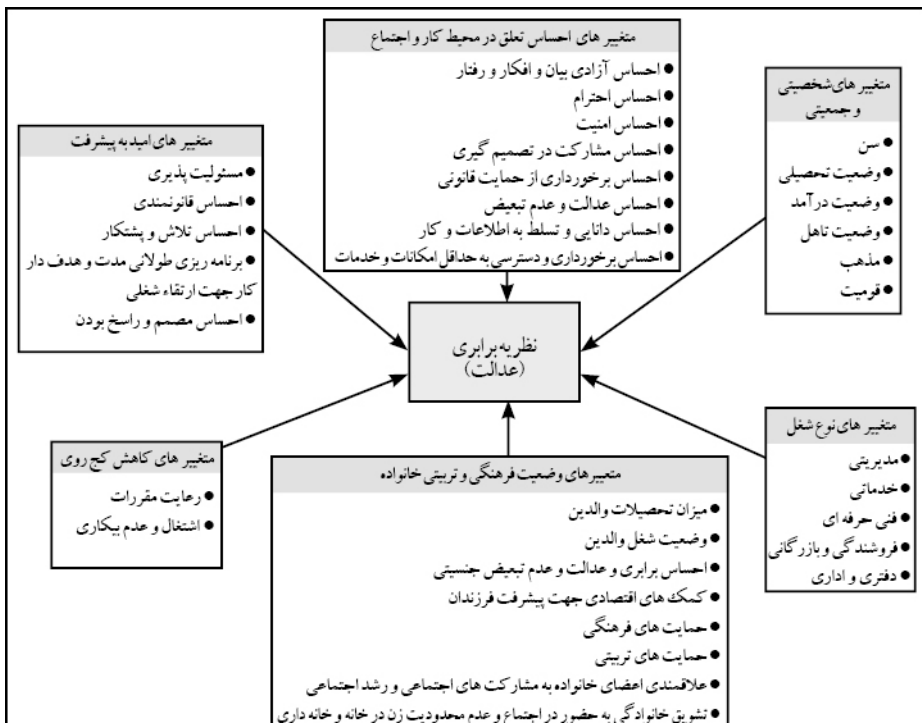 متغییر های احساس تعلق در محیط کار و اجتماع
● احساس آزادی بیان و افکار و رفتار
● احساس احترام
● احساس امنیت
● احساس مشارکت در تصمیم گیری
● احساس برخورداری از حمایت قانونی
● احساس عدالت و عدم تبعیض
● احساس دانایی و تسلط به اطلاعات و کار
● احساس برخورداری و دسترسی به حداقل امکانات و خدمات
متغییر های شخصیتی
و جمعیتی
● سن
● وضعیت تحصیلی
● وضعیت درآمد
● وضعیت تاهل
● مذهب
● قومیت
متغییر های امید به پیشرفت
● مسئولیت پذیری
● احساس قانونمندی
● احساس تلاش و پشتکار
● برنامه ریزی طولانی مدت و هدف دار
کار جهت ارتقاء شغلی
● احساس مصمم و راسخ بودن
نظریه برابری
(عدالت)
متغییر های نوع شغل
● مدیریتی
● خدماتی
● فنی حرفه ای
● فروشندگی و بازرگانی
● دفتری و اداری
متعییرهای وضعیت فرهنگی و تربیتی خانواده
● میزان تحصیلات والدین
● وضعیت شغل والدین
● احساس برابری و عدالت و عدم تبعیض جنسیتی
● کمک های اقتصادی جهت پیشرفت فرزندان
● حمایت های فرهنگی
● حمایت های تربیتی
● علاقمندی اعضای خانواده به مشارکت های اجتماعی و رشد اجتماعی
● تشویق خانوادگی به حضور در اجتماع و عدم محدودیت زن در خانه و خانه داری
متغییر های کاهش کج روی
● رعایت مقررات
● اشتغال و عدم بیکاری